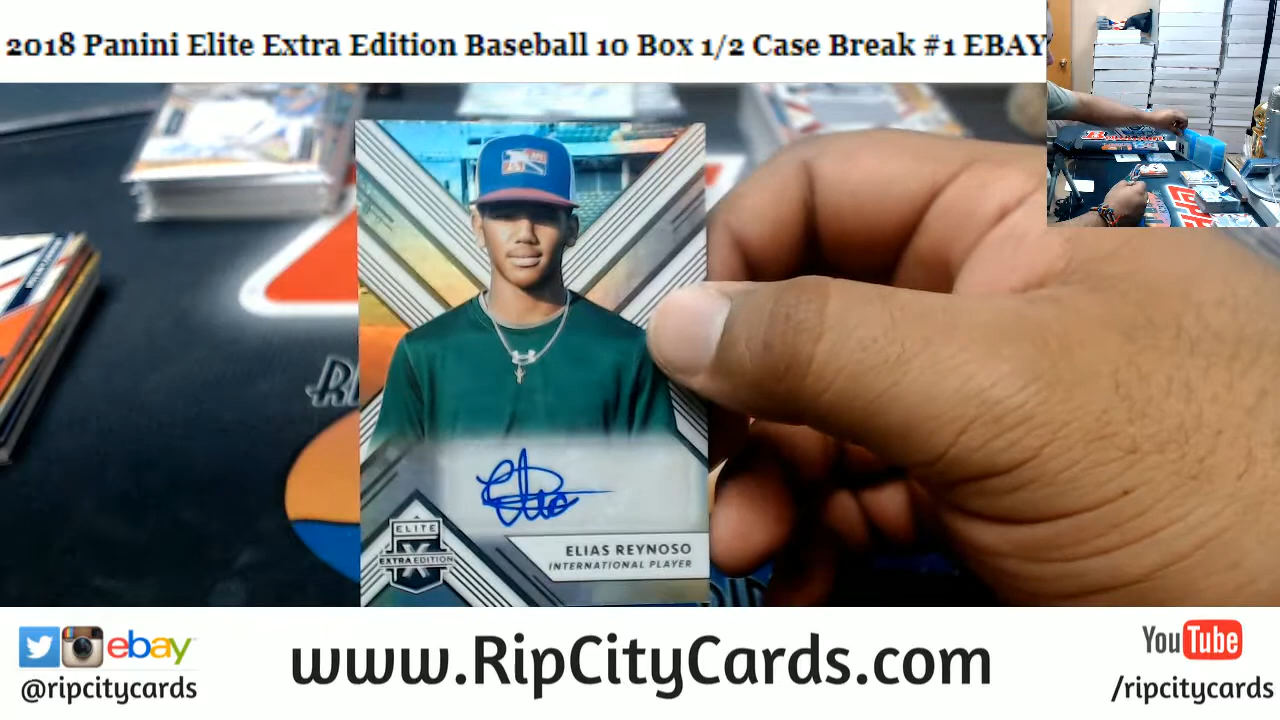 2018 Panini Elite Extra Edition Baseball 10 Box 1/2 Case Break #1 EBAY
ELITE
X
EXTRA EDITION
ELIAS REYNOSO
INTERNATIONAL PLAYER
ebay
@ripcitycards
www.RipCityCards.com
YouTube
/ripcitycards